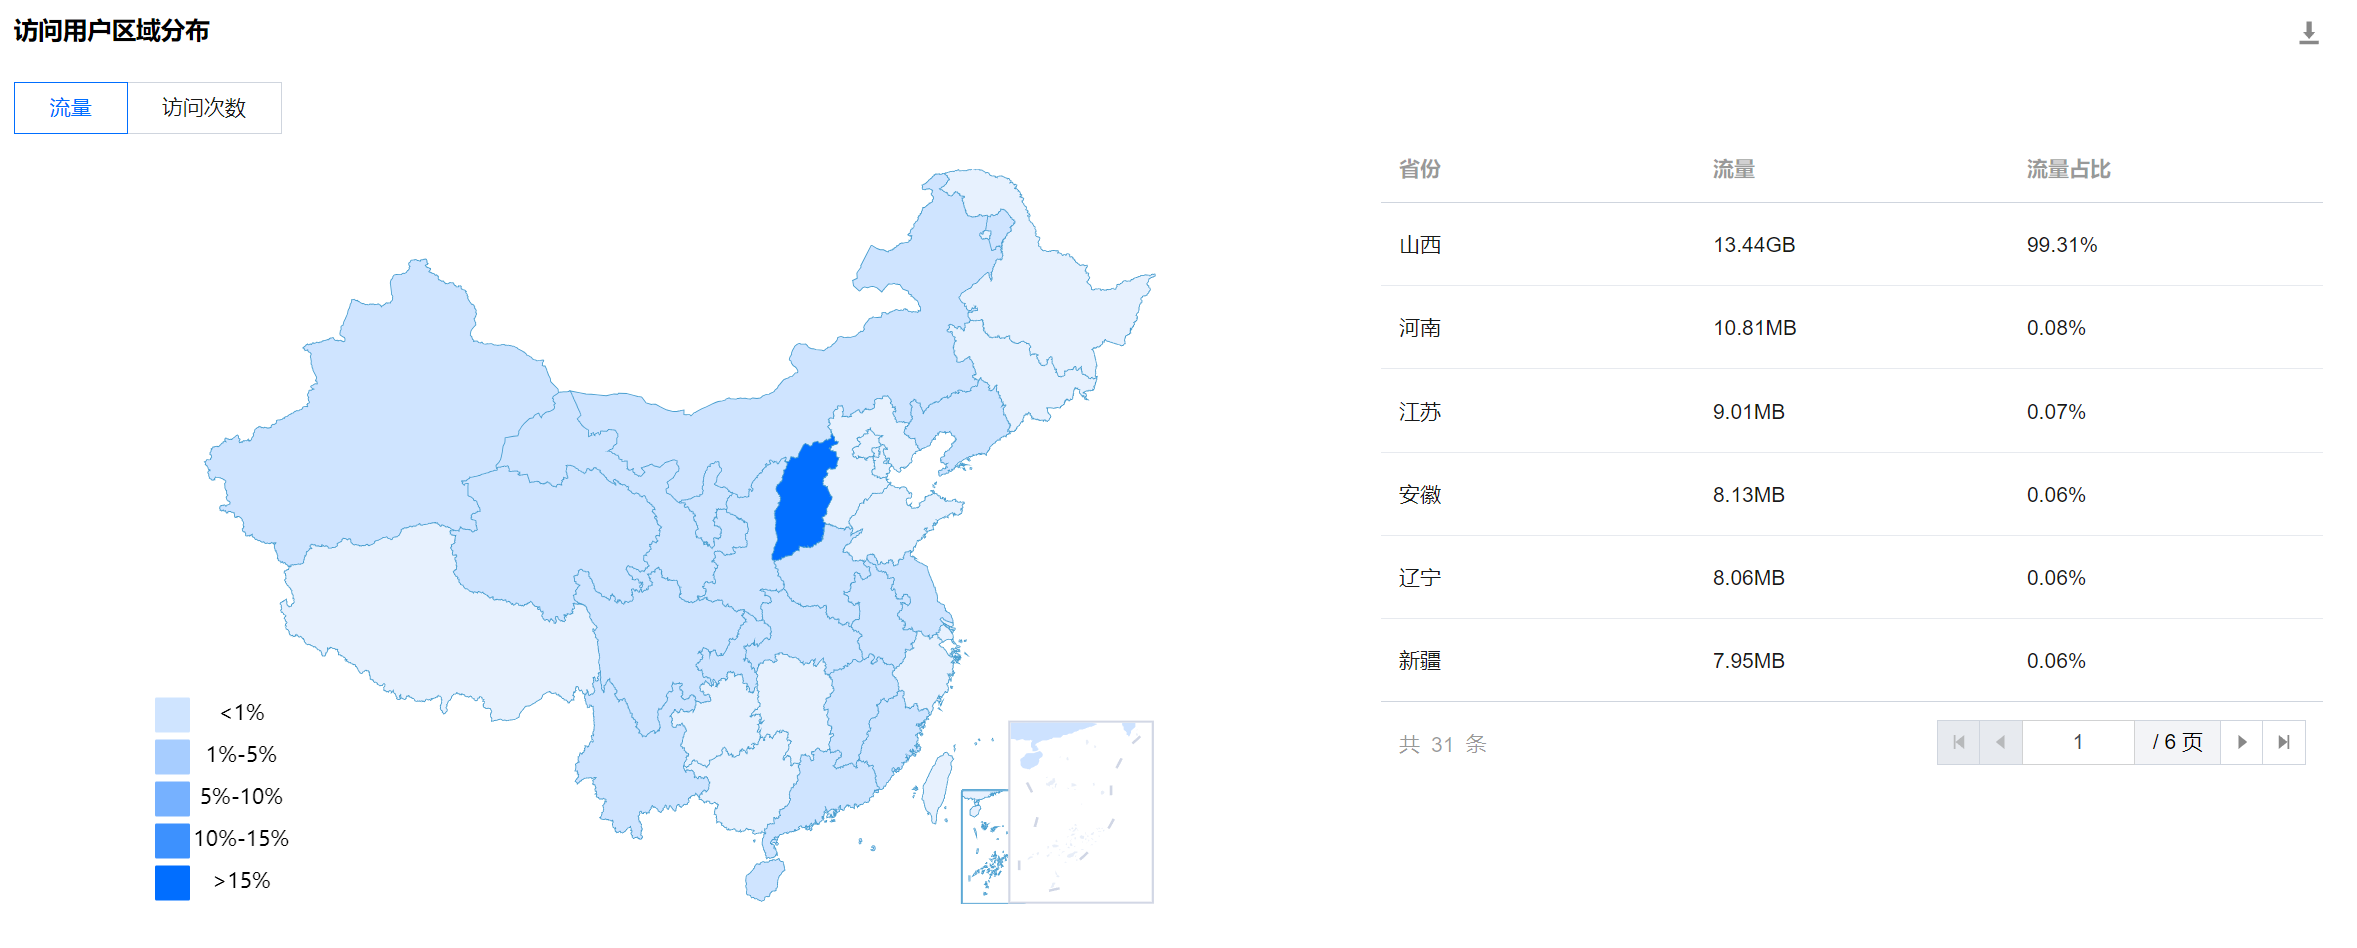 访问用户区域分布
流量 访问次数
省份 流量 流量占比
山西 13.44GB 99.31%
河南 10.81MB 0.08%
江苏 9.01MB 0.07%
安徽 8.13MB 0.06%
辽宁 8.06MB 0.06%
新疆 7.95MB 0.06%
共 31 条 1 / 6 页
<1%
1%-5%
5%-10%
10%-15%
>15%